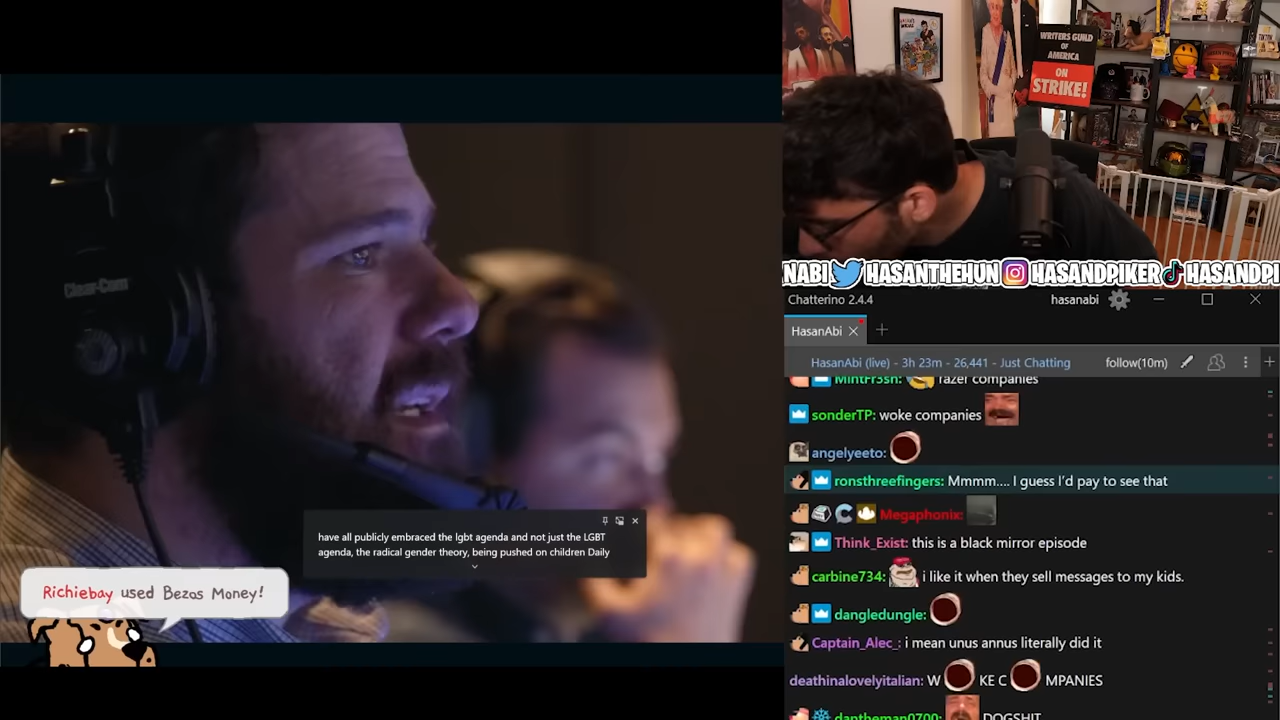 WRITERS GUILD
OF
AMERICA
ON
STRIKE!
Clear-Com
NABI HASANTHEHUN HASANDPIKER HASANDPI
Chatterino 2.4.4
hasanabi
HasanAbi
HasanAbi (live) - 3h 23m - 26,441 - Just Chatting
follow(10m)
MintFr3sh: razer companies
sonderTP: woke companies
angelyeeto:
ronsthreefingers: Mmmm.... I guess I'd pay to see that
Megaphonix:
Think_Exist: this is a black mirror episode
carbine734: i like it when they sell messages to my kids.
dangledungle:
Captain_Alec_: i mean unus annus literally did it
deathinalovelyitalian: W KE C MPANIES
dantheman0700: DOGSHIT
have all publicly embraced the lgbt agenda and not just the LGBT
agenda, the radical gender theory, being pushed on children Daily
Richiebay used Bezos Money!